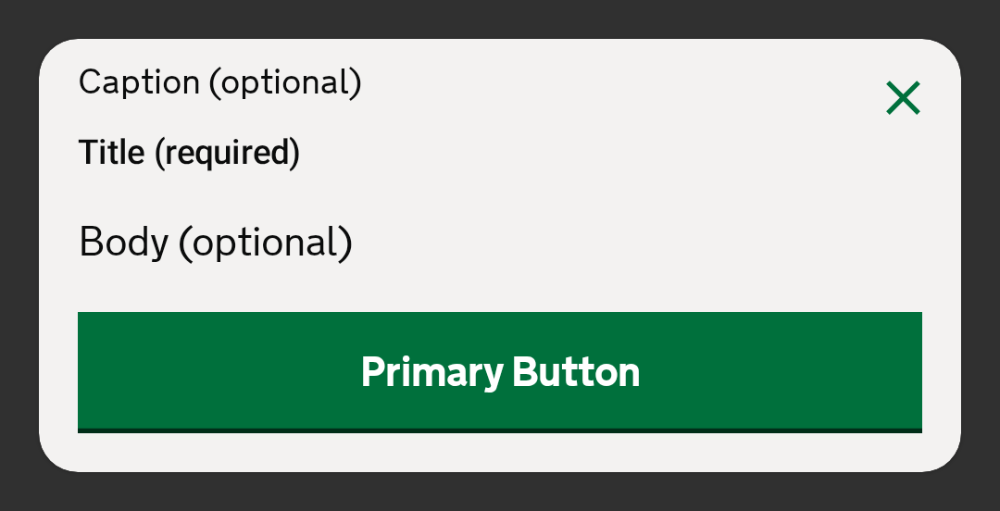 Caption (optional)
Title (required)
Body (optional)
Primary Button